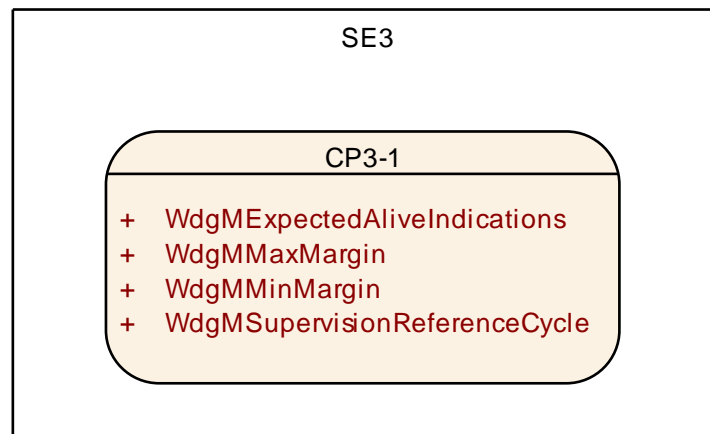 SE3
CP3-1
+ WdgMExpectedAliveIndications
+ WdgMMaxMargin
+ WdgMMinMargin
+ WdgMSupervisionReferenceCycle